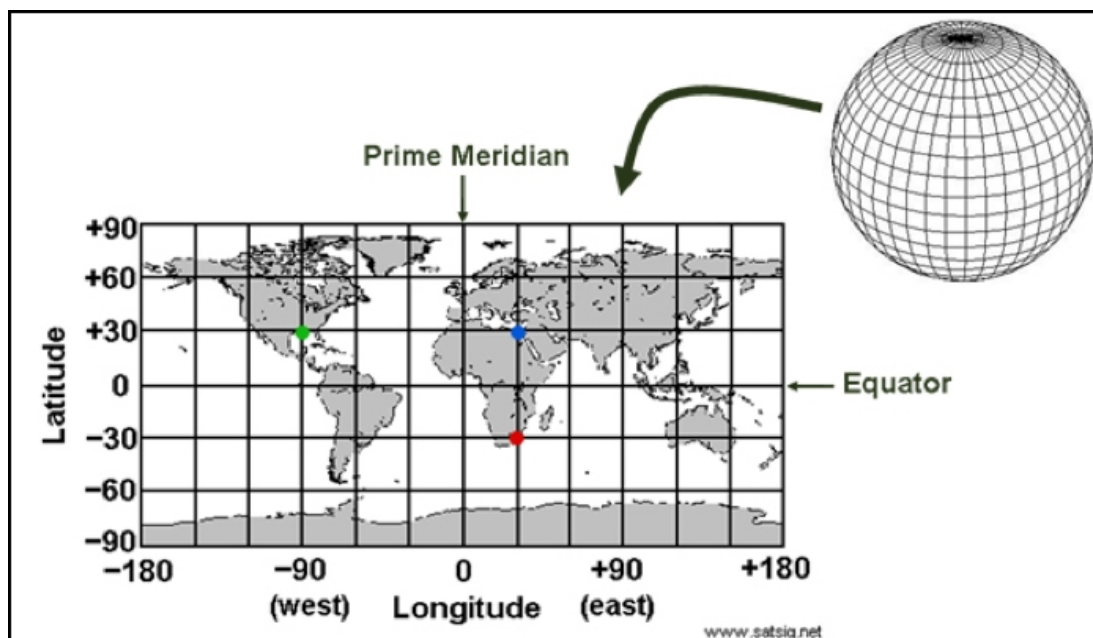 Prime Meridian
+90
+60
+30
0
−30
−60
−90
Latitude
Equator
−180
−90
0
+90
+180
(west)
Longitude
(east)
www.satsig.net